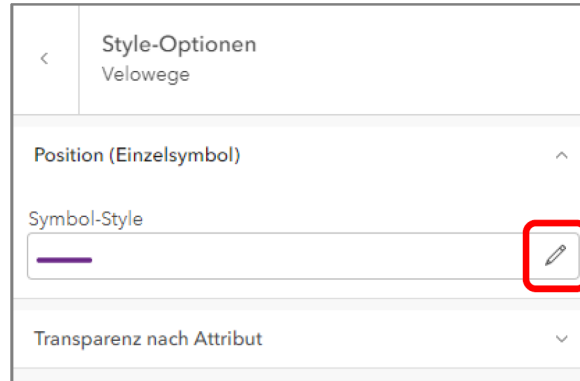 Style-Optionen
Velowege
Position (Einzelsymbol)
Symbol-Style
Transparenz nach Attribut